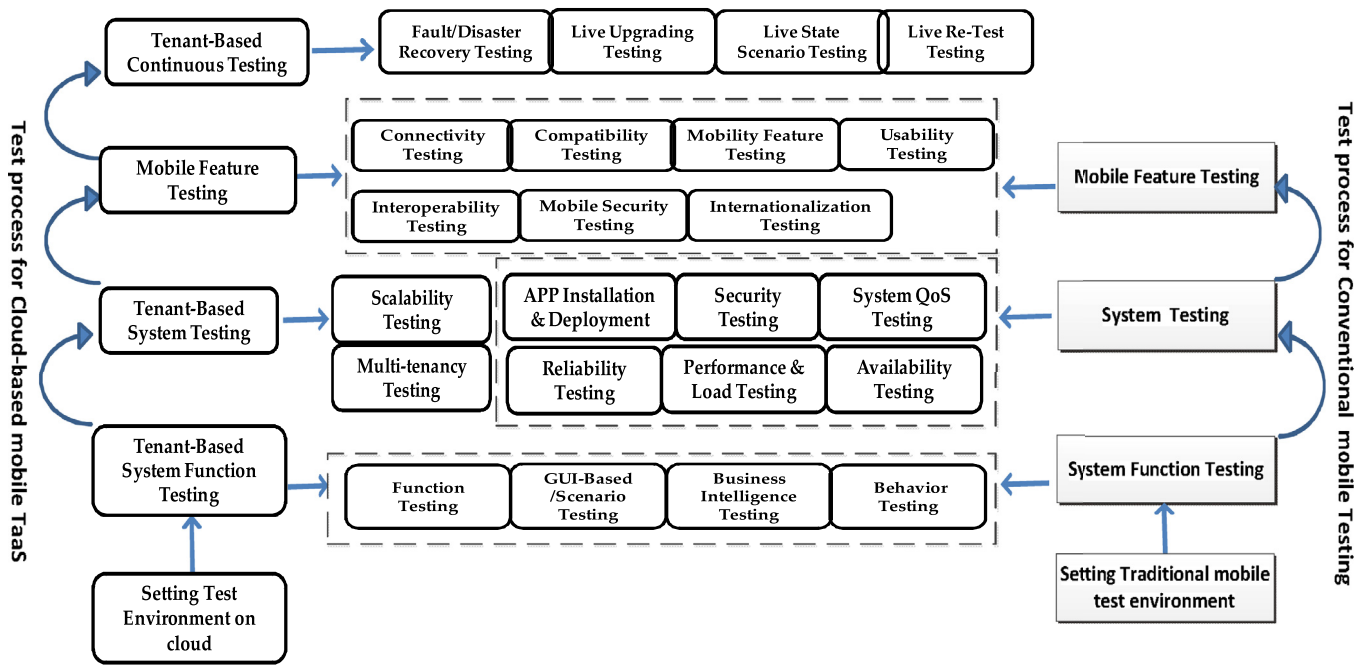 Test process for Cloud-based mobile TaaS
Tenant-Based
Continuous Testing
Fault/Disaster
Recovery Testing
Live Upgrading
Testing
Live State
Scenario Testing
Live Re-Test
Testing
Mobile Feature
Testing
Connectivity
Testing
Compatibility
Testing
Mobility Feature
Testing
Usability
Testing
Interoperability
Testing
Mobile Security
Testing
Internationalization
Testing
Mobile Feature Testing
Tenant-Based
System Testing
Scalability
Testing
Multi-tenancy
Testing
APP Installation
& Deployment
Security
Testing
System QoS
Testing
Reliability
Testing
Performance &
Load Testing
Availability
Testing
System Testing
Tenant-Based
System Function
Testing
Function
Testing
GUI-Based
/Scenario
Testing
Business
Intelligence
Testing
Behavior
Testing
System Function Testing
Setting Test
Environment on
cloud
Setting Traditional mobile
test environment
Test process for Conventional mobile Testing